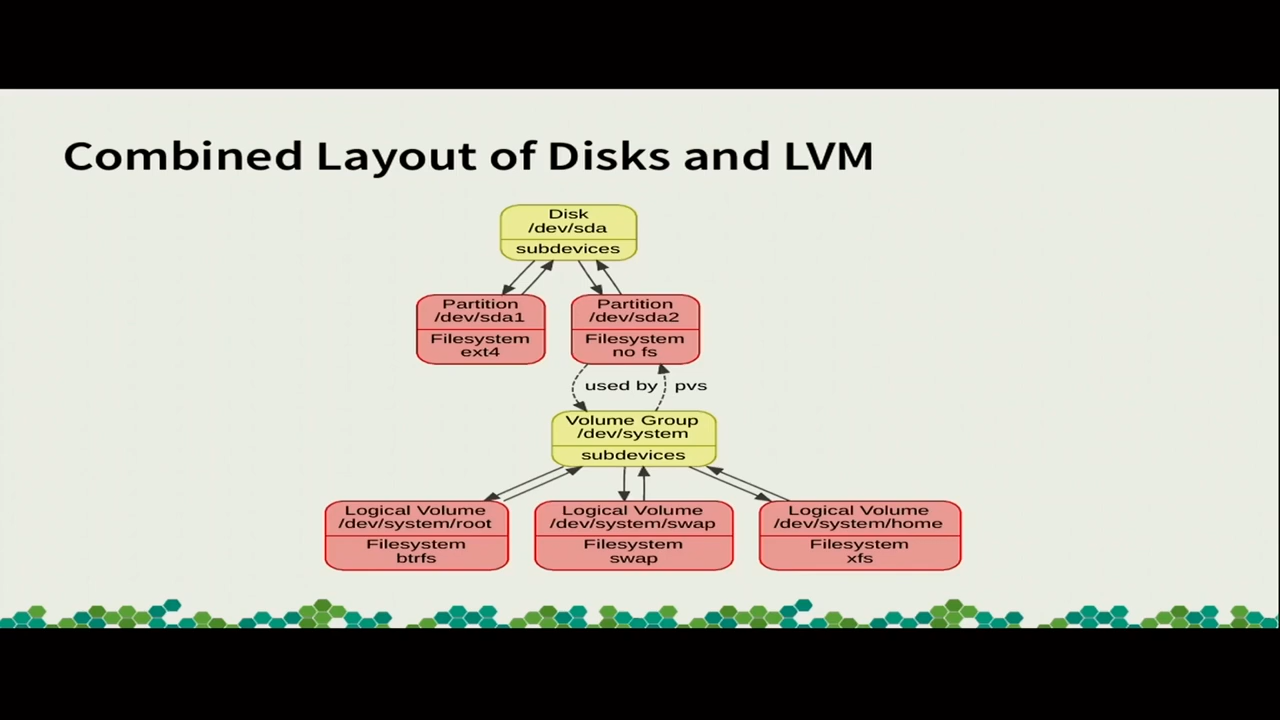 Combined Layout of Disks and LVM
Disk
/dev/sda
subdevices
Partition
/dev/sda1
Filesystem
ext4
Partition
/dev/sda2
Filesystem
no fs
used by
pvs
Volume Group
/dev/system
subdevices
Logical Volume
/dev/system/root
Filesystem
btrfs
Logical Volume
/dev/system/swap
Filesystem
swap
Logical Volume
/dev/system/home
Filesystem
xfs